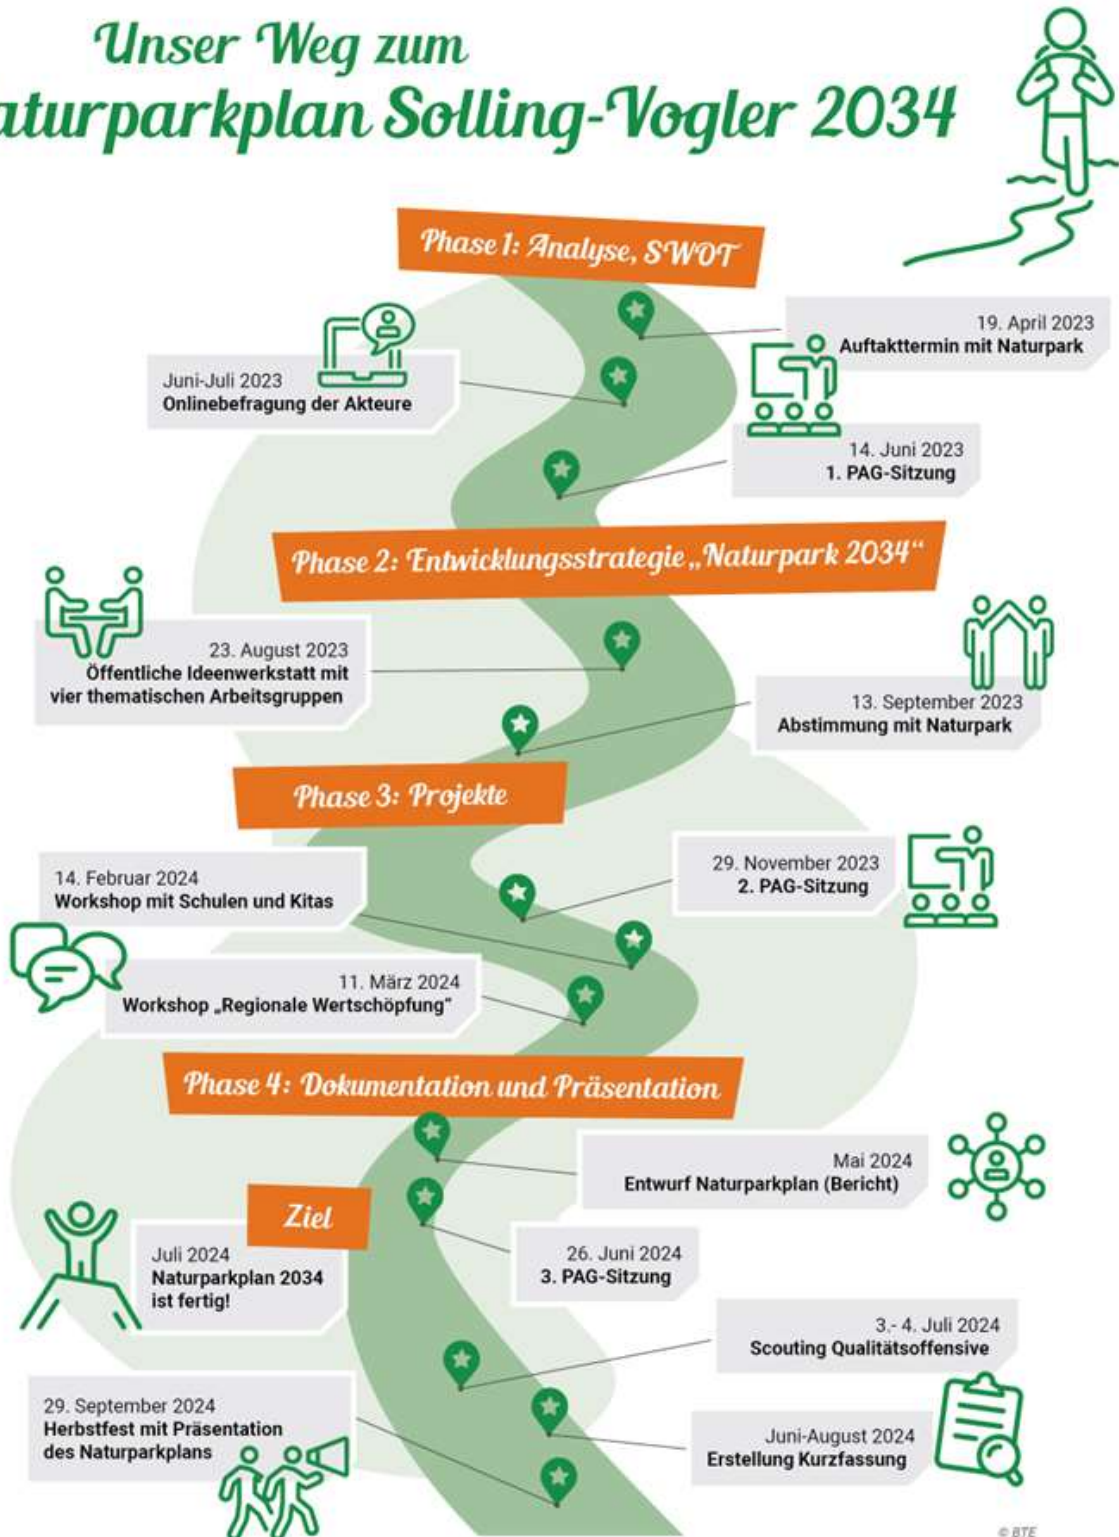 Unser Weg zum
aturparkplan Solling-Vogler 2034
Phase 1: Analyse, SWOT
19. April 2023
Auftakttermin mit Naturpark
Juni-Juli 2023
Onlinebefragung der Akteure
14. Juni 2023
1. PAG-Sitzung
Phase 2: Entwicklungsstrategie „Naturpark 2034“
23. August 2023
Öffentliche Ideenwerkstatt mit
vier thematischen Arbeitsgruppen
13. September 2023
Abstimmung mit Naturpark
Phase 3: Projekte
29. November 2023
2. PAG-Sitzung
14. Februar 2024
Workshop mit Schulen und Kitas
11. März 2024
Workshop „Regionale Wertschöpfung“
Phase 4: Dokumentation und Präsentation
Mai 2024
Entwurf Naturparkplan (Bericht)
Ziel
Juli 2024
Naturparkplan 2034
ist fertig!
26. Juni 2024
3. PAG-Sitzung
3.- 4. Juli 2024
Scouting Qualitätsoffensive
29. September 2024
Herbstfest mit Präsentation
des Naturparkplans
Juni-August 2024
Erstellung Kurzfassung
© BTE